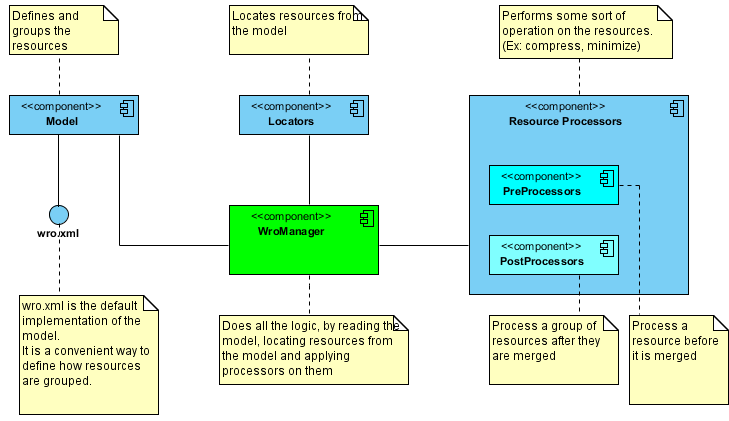 Defines and
groups the
resources
Locates resources from
the model
Performs some sort of
operation on the resources.
(Ex: compress, minimize)
<<component>>
Model
<<component>>
Locators
<<component>>
Resource Processors
<<component>>
PreProcessors
<<component>>
WroManager
<<component>>
PostProcessors
wro.xml
wro.xml is the default
implementation of the
model.
It is a convenient way to
define how resources
are grouped.
Does all the logic, by reading the
model, locating resources from
the model and applying
processors on them
Process a group of
resources after they
are merged
Process a
resource before
it is merged